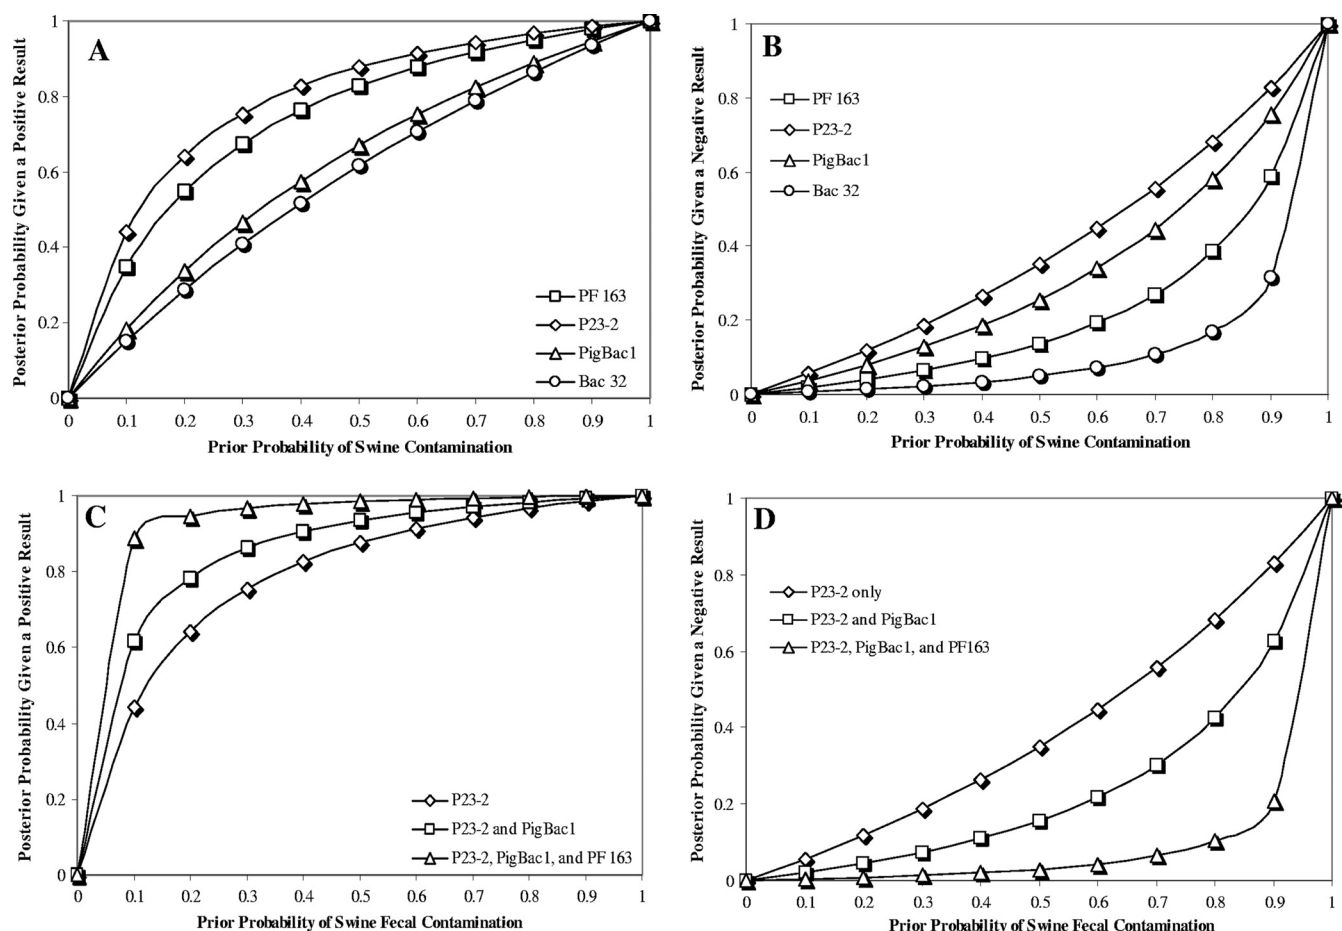 A
Posterior Probability Given a Positive Result
1
0.8
0.6
0.4
0.2
0
PF 163
P23-2
PigBac1
Bac 32
0 0.1 0.2 0.3 0.4 0.5 0.6 0.7 0.8 0.9 1
Prior Probability of Swine Contamination
B
Posterior Probability Given a Negative Result
1
0.8
0.6
0.4
0.2
0
PF 163
P23-2
PigBac1
Bac 32
0 0.1 0.2 0.3 0.4 0.5 0.6 0.7 0.8 0.9 1
Prior Probability of Swine Contamination
C
Posterior Probability Given a Positive Result
1
0.8
0.6
0.4
0.2
0
P23-2
P23-2 and PigBac1
P23-2, PigBac1, and PF 163
0 0.1 0.2 0.3 0.4 0.5 0.6 0.7 0.8 0.9 1
Prior Probability of Swine Fecal Contamination
D
Posterior Probability Given a Negative Result
1
0.8
0.6
0.4
0.2
0
P23-2 only
P23-2 and PigBac1
P23-2, PigBac1, and PF163
0 0.1 0.2 0.3 0.4 0.5 0.6 0.7 0.8 0.9 1
Prior Probability of Swine Fecal Contamination